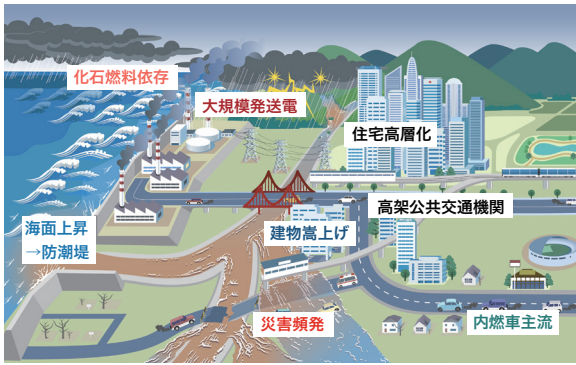 化石燃料依存
大規模発送電
住宅高層化
高架公共交通機関
海面上昇
→防潮堤
建物嵩上げ
災害頻発
内燃車主流